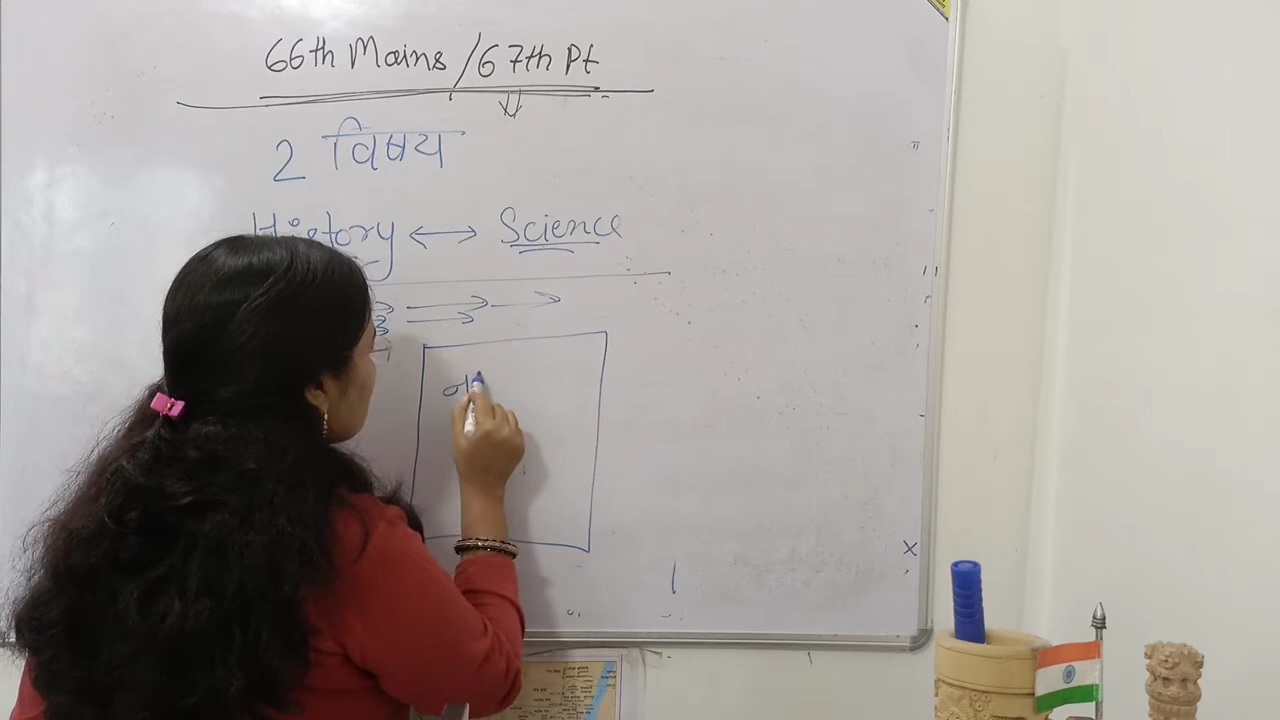 66th Mains / 67th Pt
2 विषय
History ↔ Science